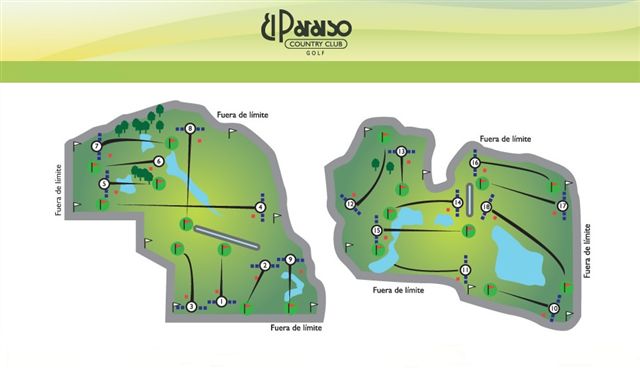 El Paraiso
COUNTRY CLUB
GOLF
Fuera de límite
Fuera de límite
8
7
6
5
4
9
2
3
1
Fuera de límite
Fuera de límite
13
16
12
14
18
17
15
11
10
Fuera de límite
Fuera de límite